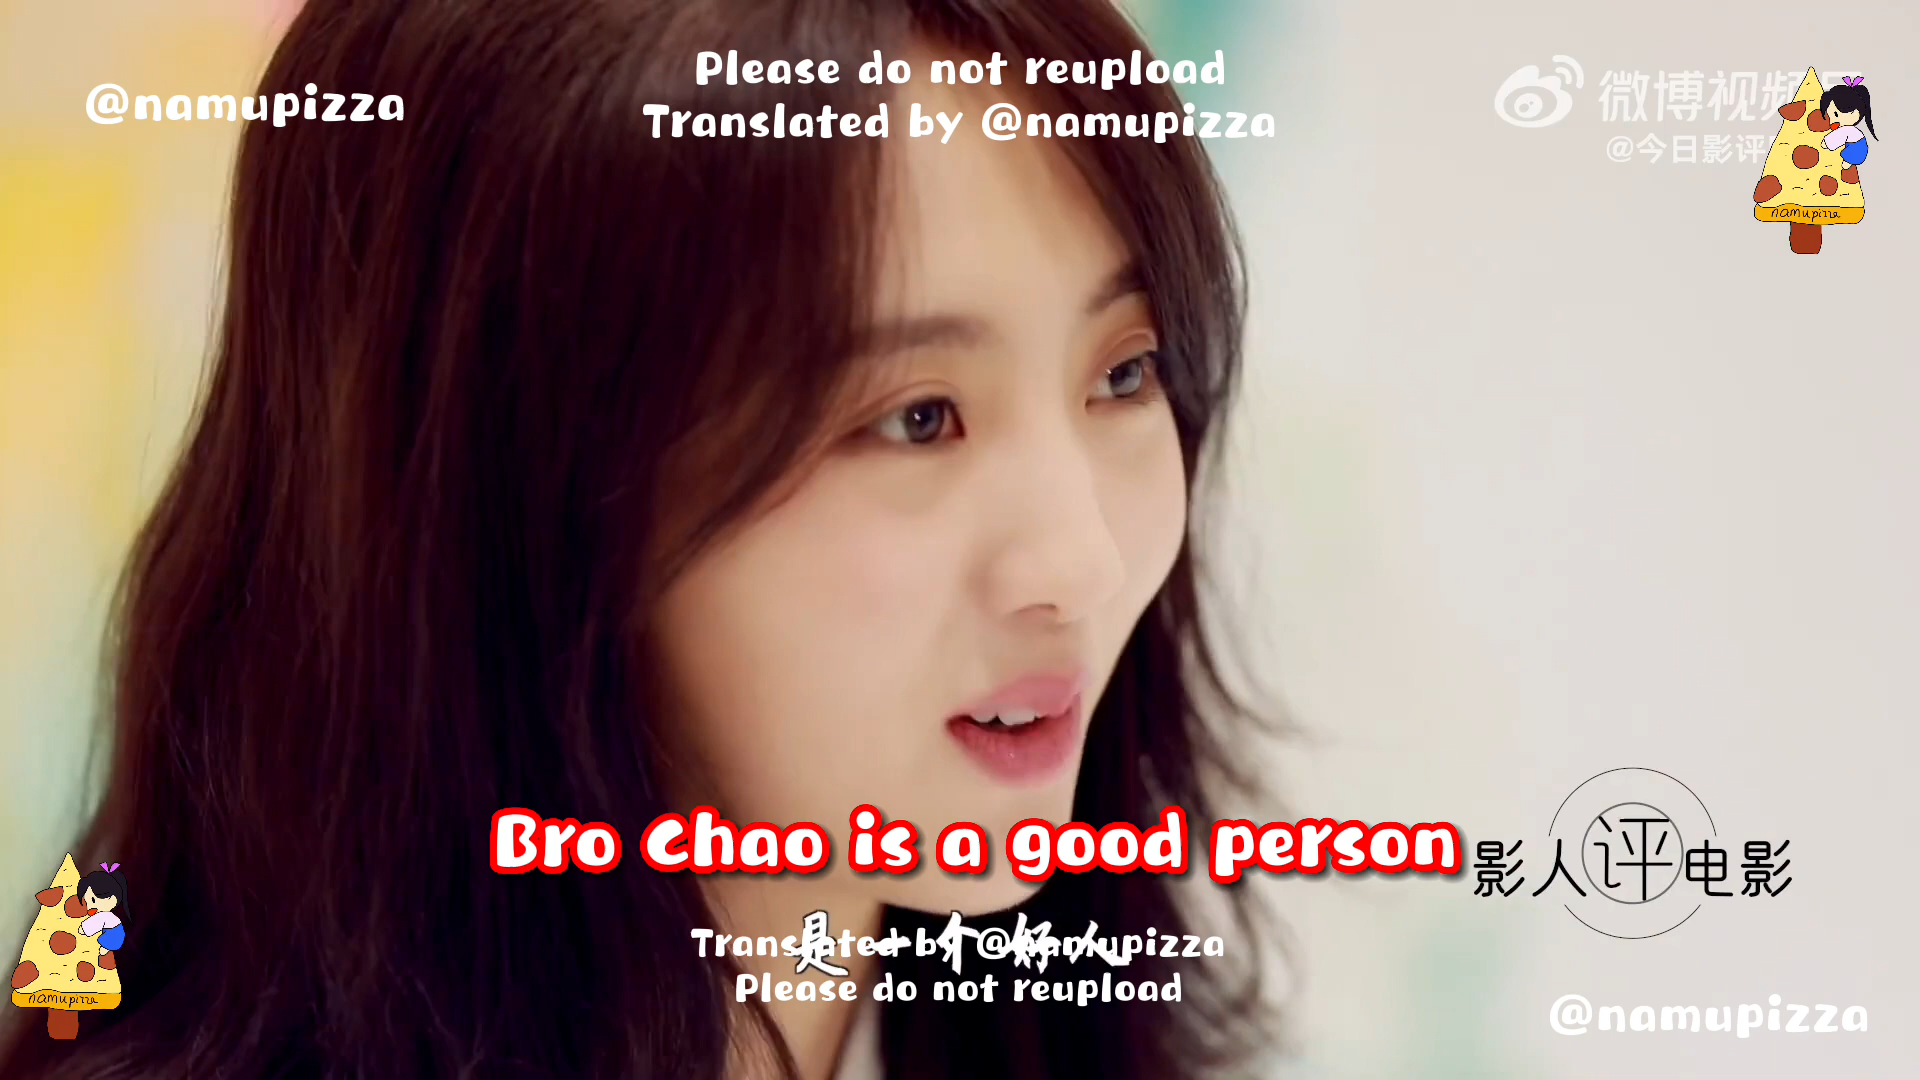 @namupizza
Please do not reupload
Translated by @namupizza
微博视频号
@今日影评
namupizza
Bro Chao is a good person
影人评电影
是一个好人
Translated by @namupizza
Please do not reupload
namupizza
@namupizza